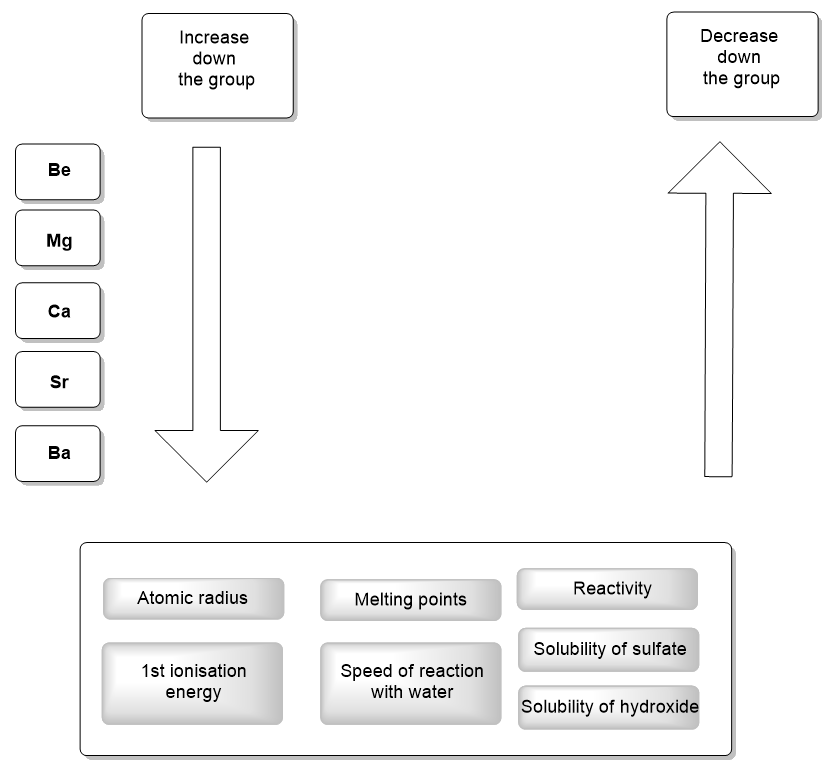 Increase
down
the group
Decrease
down
the group
Be
Mg
Ca
Sr
Ba
Atomic radius
Melting points
Reactivity
1st ionisation
energy
Speed of reaction
with water
Solubility of sulfate
Solubility of hydroxide